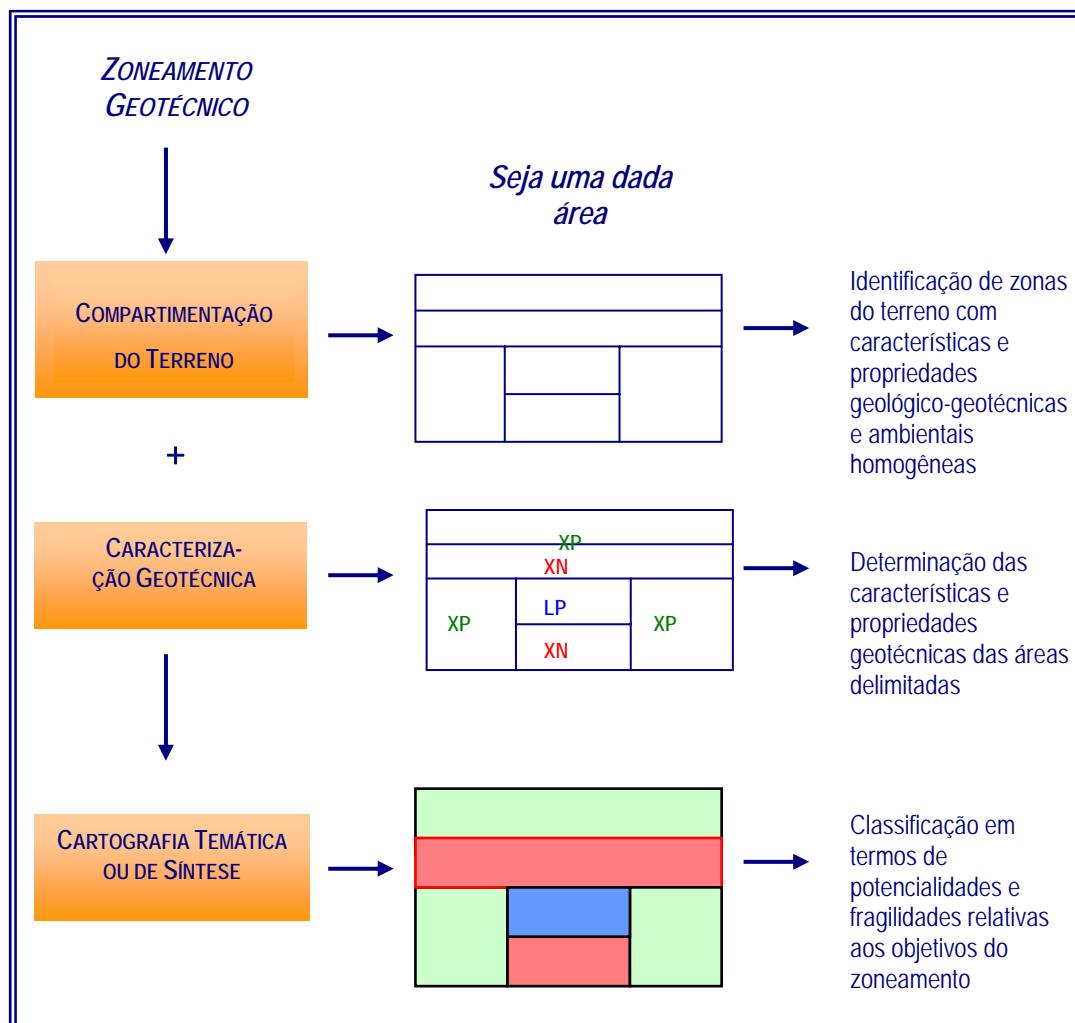 ZONEAMENTO
GEOTÉCNICO
Seja uma dada
área
COMPARTIMENTAÇÃO
DO TERRENO
Identificação de zonas
do terreno com
características e
propriedades
geológico-geotécnicas
e ambientais
homogêneas
+
CARACTERIZA-
ÇÃO GEOTÉCNICA
XP
XN
LP
XP
XP
XN
Determinação das
características e
propriedades
geotécnicas das áreas
delimitadas
CARTOGRAFIA TEMÁTICA
OU DE SÍNTESE
Classificação em
termos de
potencialidades e
fragilidades relativas
aos objetivos do
zoneamento